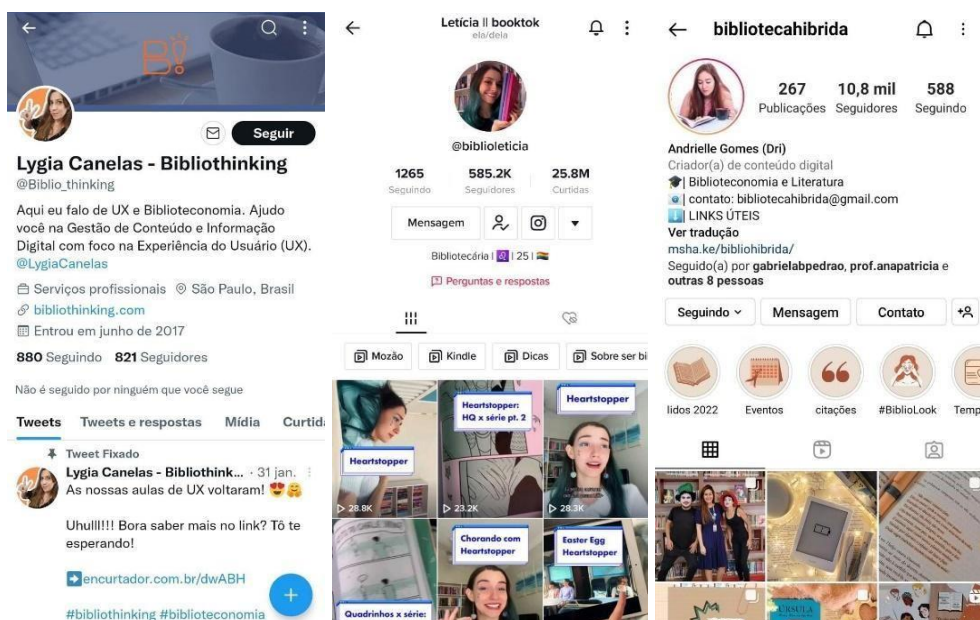 B!
Seguir
Lygia Canelas - Bibliothinking
@Biblio_thinking
Aqui eu falo de UX e Biblioteconomia. Ajudo
você na Gestão de Conteúdo e Informação
Digital com foco na Experiência do Usuário (UX).
@LygiaCanelas
Serviços profissionais São Paulo, Brasil
bibliothinking.com
Entrou em junho de 2017
880 Seguindo 821 Seguidores
Não é seguido por ninguém que você segue
Tweets Tweets e respostas Mídia Curtid
Tweet Fixado
Lygia Canelas - Bibliothink... · 31 jan.
As nossas aulas de UX voltaram! 😍🤗
Uhulll!!! Bora saber mais no link? Tô te
esperando!
➡️encurtador.com.br/dwABH
#bibliothinking #biblioteconomia
Letícia || booktok
ela/dela
@biblioleticia
1265 585.2K 25.8M
Seguindo Seguidores Curtidas
Mensagem
Bibliotecária | ♌ | 25 | 🏳️‍🌈
Perguntas e respostas
Mozão Kindle Dicas Sobre ser bi
Heartstopper
28.8K
Heartstopper:
HQ x série pt. 2
23.2K
Heartstopper
28.3K
Quadrinhos x série:
Chorando com
Heartstopper
Easter Egg
Heartstopper
bibliotecahibrida
267 10,8 mil 588
Publicações Seguidores Seguindo
Andrielle Gomes (Dri)
Criador(a) de conteúdo digital
🎓| Biblioteconomia e Literatura
📧| contato: bibliotecahibrida@gmail.com
⬇️| LINKS ÚTEIS
Ver tradução
msha.ke/bibliohibrida/
Seguido(a) por gabrielabpedrao, prof.anapatricia e
outras 8 pessoas
Seguindo Mensagem Contato
lidos 2022 Eventos citações #BiblioLook Temp
URSULA